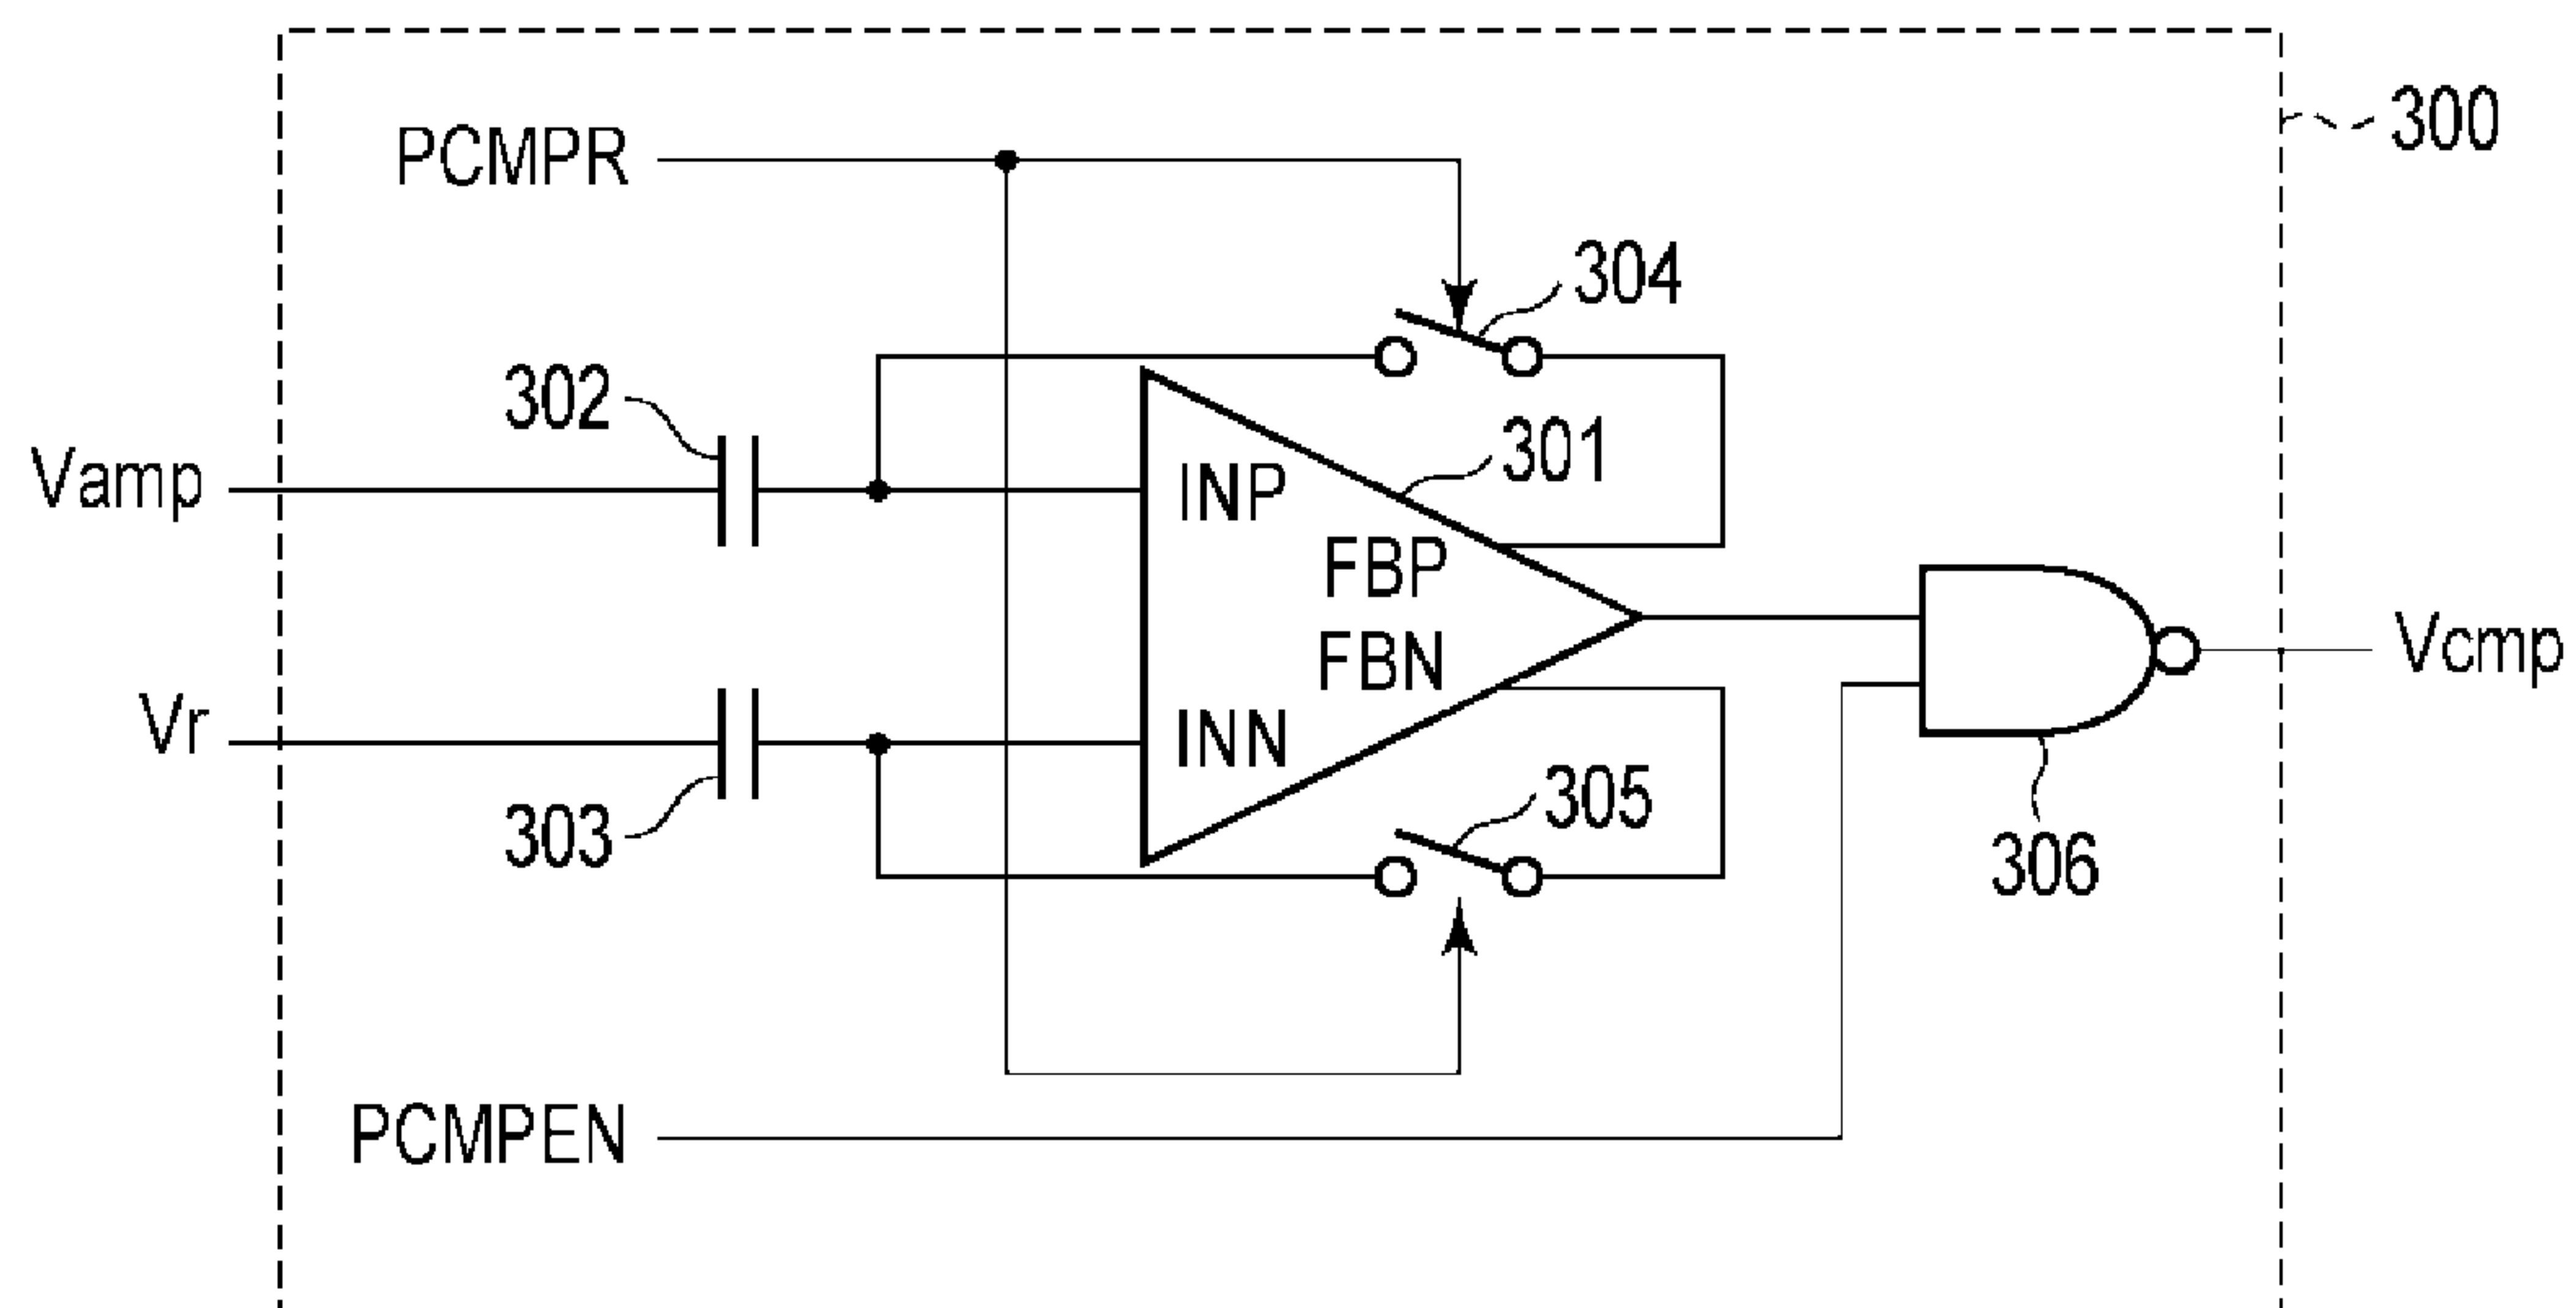 300
PCMPR
304
302
301
Vamp
INP
FBP
FBN
Vcmp
Vr
INN
305
303
306
PCMPEN